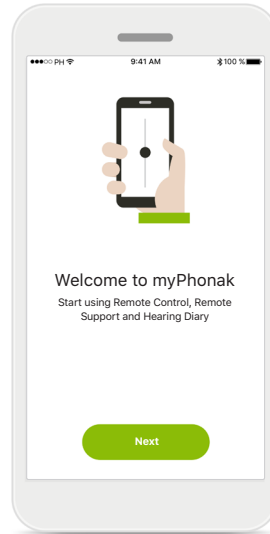 PH 9:41 AM 100 %
Welcome to myPhonak
Start using Remote Control, Remote
Support and Hearing Diary
Next